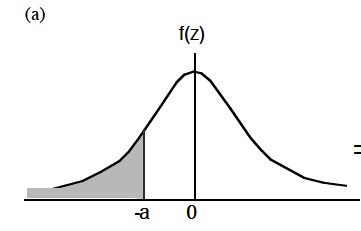 (a)
f(z)
=
-a 0